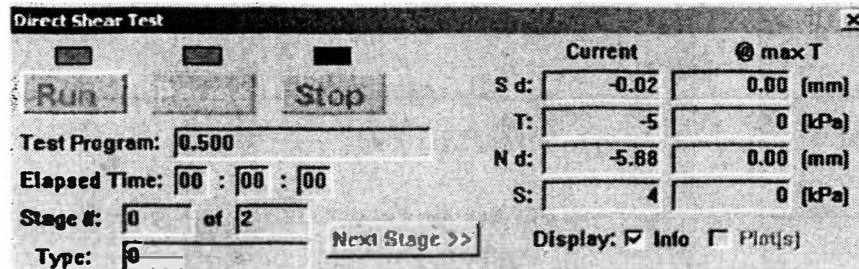 Direct Shear Test
Current @ max T
Run Stop
S d: -0.02 0.00 [mm]
T: -5 0 [kPa]
Test Program: 0.500
N d: -5.88 0.00 [mm]
Elapsed Time: 00 : 00 : 00
S: 4 0 [kPa]
Stage #: 0 of 2
Next Stage >>
Display: Info Plot[s]
Type: 0